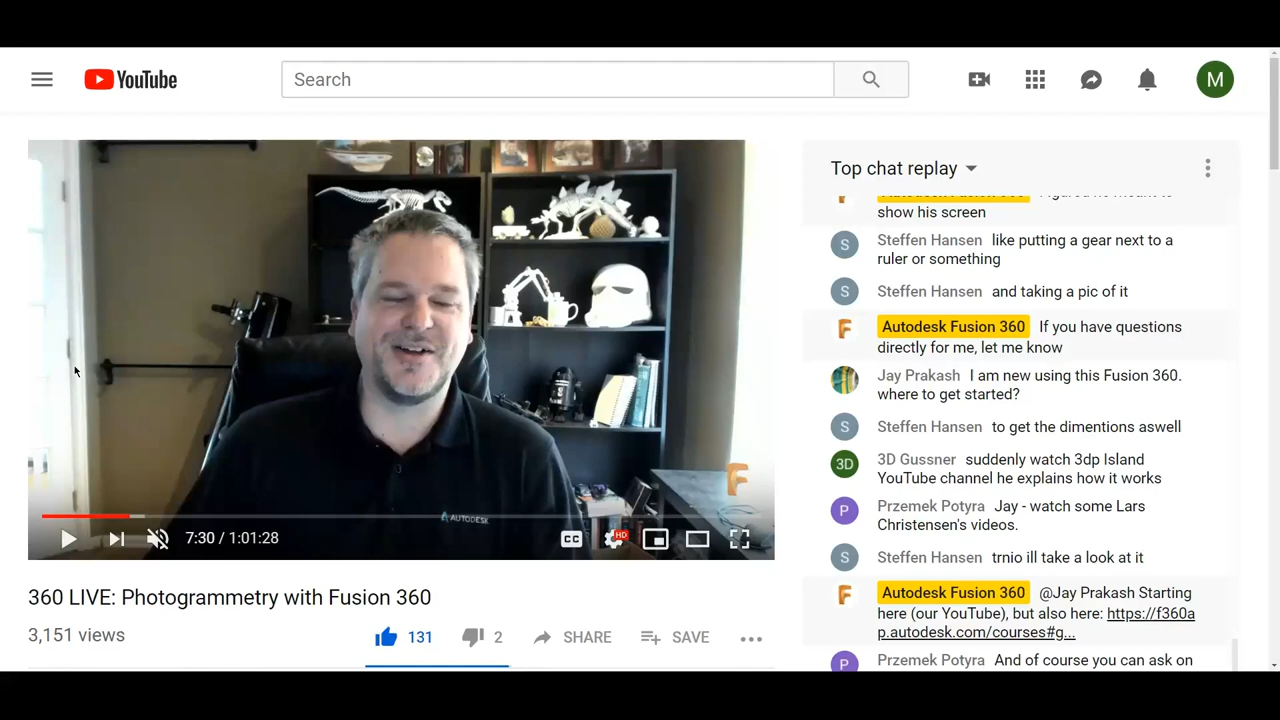 YouTube
Search
M
Top chat replay
show his screen
Steffen Hansen like putting a gear next to a
ruler or something
Steffen Hansen and taking a pic of it
Autodesk Fusion 360 If you have questions
directly for me, let me know
Jay Prakash I am new using this Fusion 360.
where to get started?
Steffen Hansen to get the dimentions aswell
3D Gussner suddenly watch 3dp Island
YouTube channel he explains how it works
Przemek Potyra Jay - watch some Lars
Christensen's videos.
Steffen Hansen trnio ill take a look at it
Autodesk Fusion 360 @Jay Prakash Starting
here (our YouTube), but also here: https://f360a
p.autodesk.com/courses#g...
Przemek Potyra And of course you can ask on
S
S
F
S
3D
P
S
F
P
AUTODESK
7:30 / 1:01:28
CC
HD
360 LIVE: Photogrammetry with Fusion 360
3,151 views
131
2
SHARE
SAVE